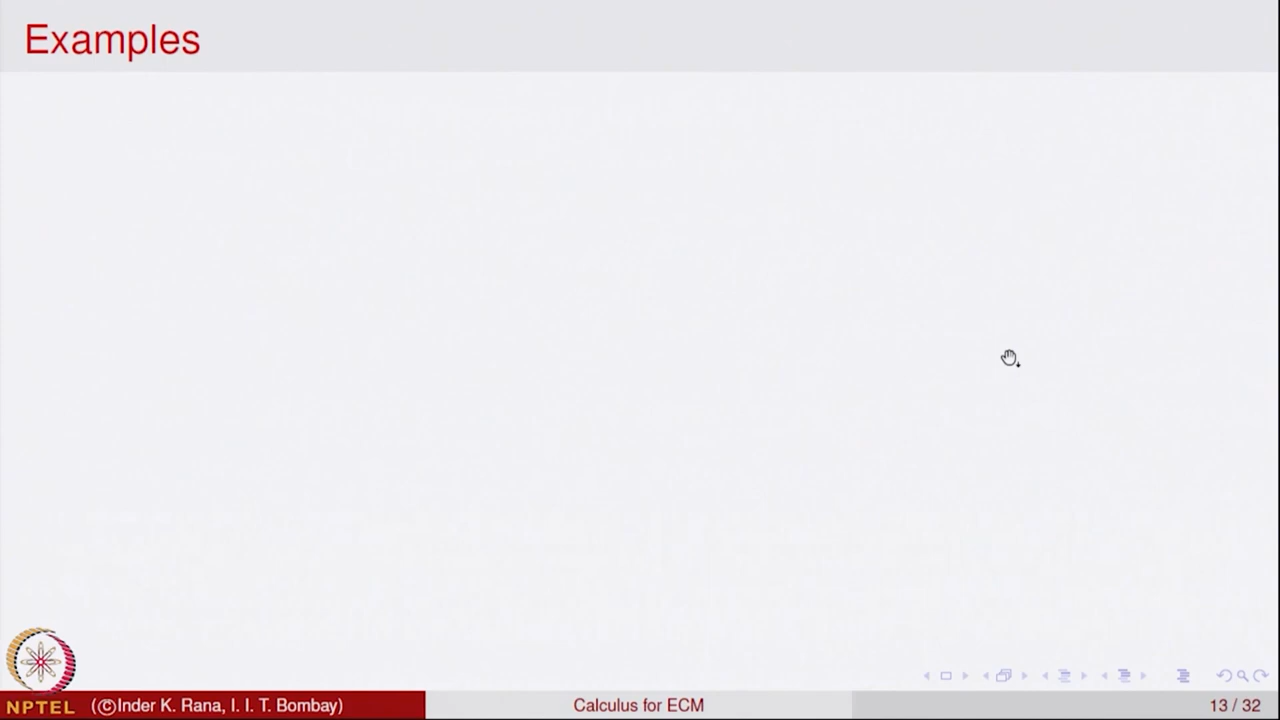 Examples
NPTEL
(©Inder K. Rana, I. I. T. Bombay)
Calculus for ECM
13 / 32